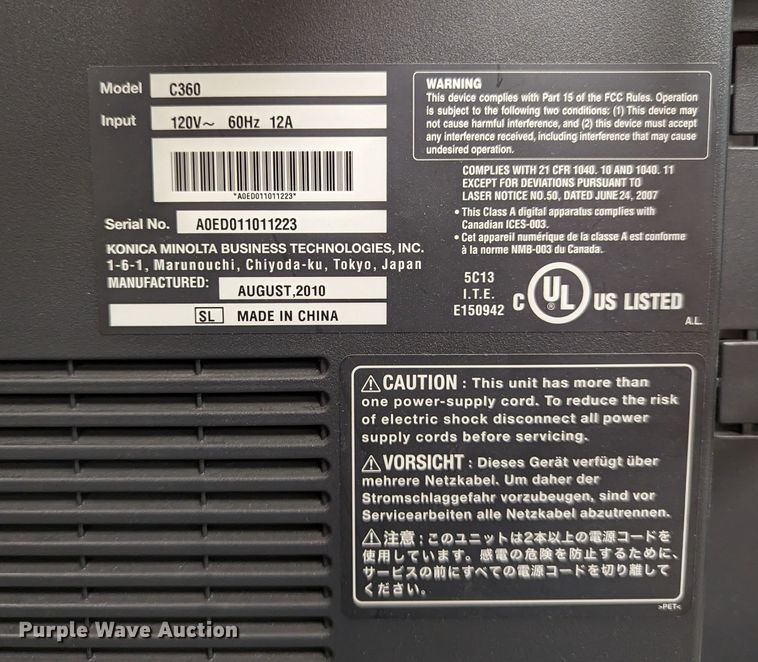 Model C360
Input 120V～ 60Hz 12A
*A0ED011011223*
Serial No. A0ED011011223
KONICA MINOLTA BUSINESS TECHNOLOGIES, INC.
1-6-1, Marunouchi, Chiyoda-ku, Tokyo, Japan
MANUFACTURED: AUGUST,2010
SL MADE IN CHINA
WARNING
This device complies with Part 15 of the FCC Rules. Operation
is subject to the following two conditions: (1) This device may
not cause harmful interference, and (2) this device must accept
any interference received, including interference that may cause
undesired operation.
COMPLIES WITH 21 CFR 1040. 10 AND 1040. 11
EXCEPT FOR DEVIATIONS PURSUANT TO
LASER NOTICE NO.50, DATED JUNE 24, 2007
• This Class A digital apparatus complies with
Canadian ICES-003.
• Cet appareil numérique de la classe A est conforme
à la norme NMB-003 du Canada.
5C13
I.T.E.
E150942
C UL ® US LISTED
A.L.
⚠CAUTION : This unit has more than
one power-supply cord. To reduce the risk
of electric shock disconnect all power
supply cords before servicing.
⚠VORSICHT : Dieses Gerät verfügt über
mehrere Netzkabel. Um daher der
Stromschlaggefahr vorzubeugen, sind vor
Servicearbeiten alle Netzkabel abzutrennen.
⚠注意 : このユニットは2本以上の電源コードを
使用しています。感電の危険を防止するために、
サービスの前にすべての電源コードを切り離して
ください。
>PET<
Purple Wave Auction